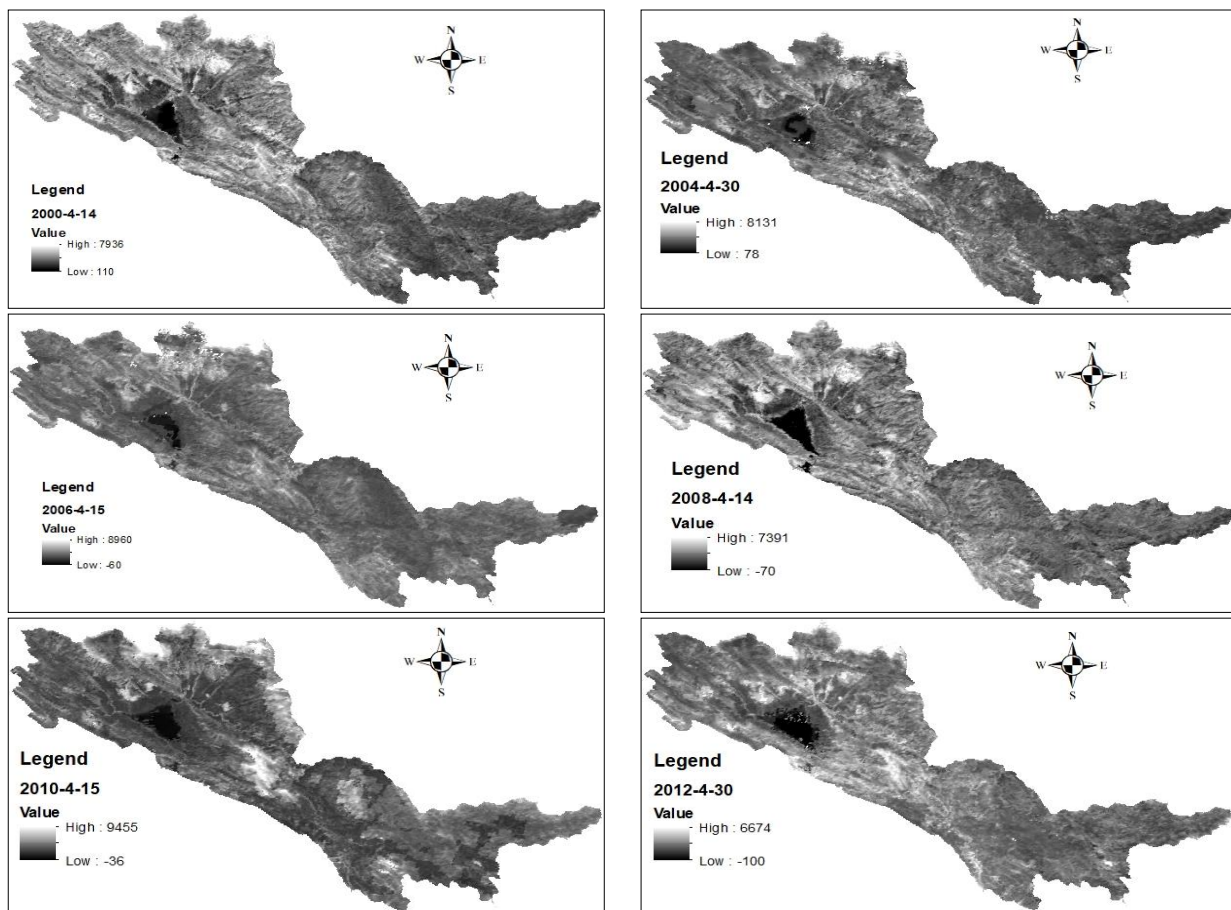 N
W E
S
Legend
2000-4-14
Value
High : 7936
Low : 110
N
W E
S
Legend
2004-4-30
Value
High : 8131
Low : 78
N
W E
S
Legend
2006-4-15
Value
High : 8960
Low : -60
N
W E
S
Legend
2008-4-14
Value
High : 7391
Low : -70
N
W E
S
Legend
2010-4-15
Value
High : 9455
Low : -36
N
W E
S
Legend
2012-4-30
Value
High : 6674
Low : -100